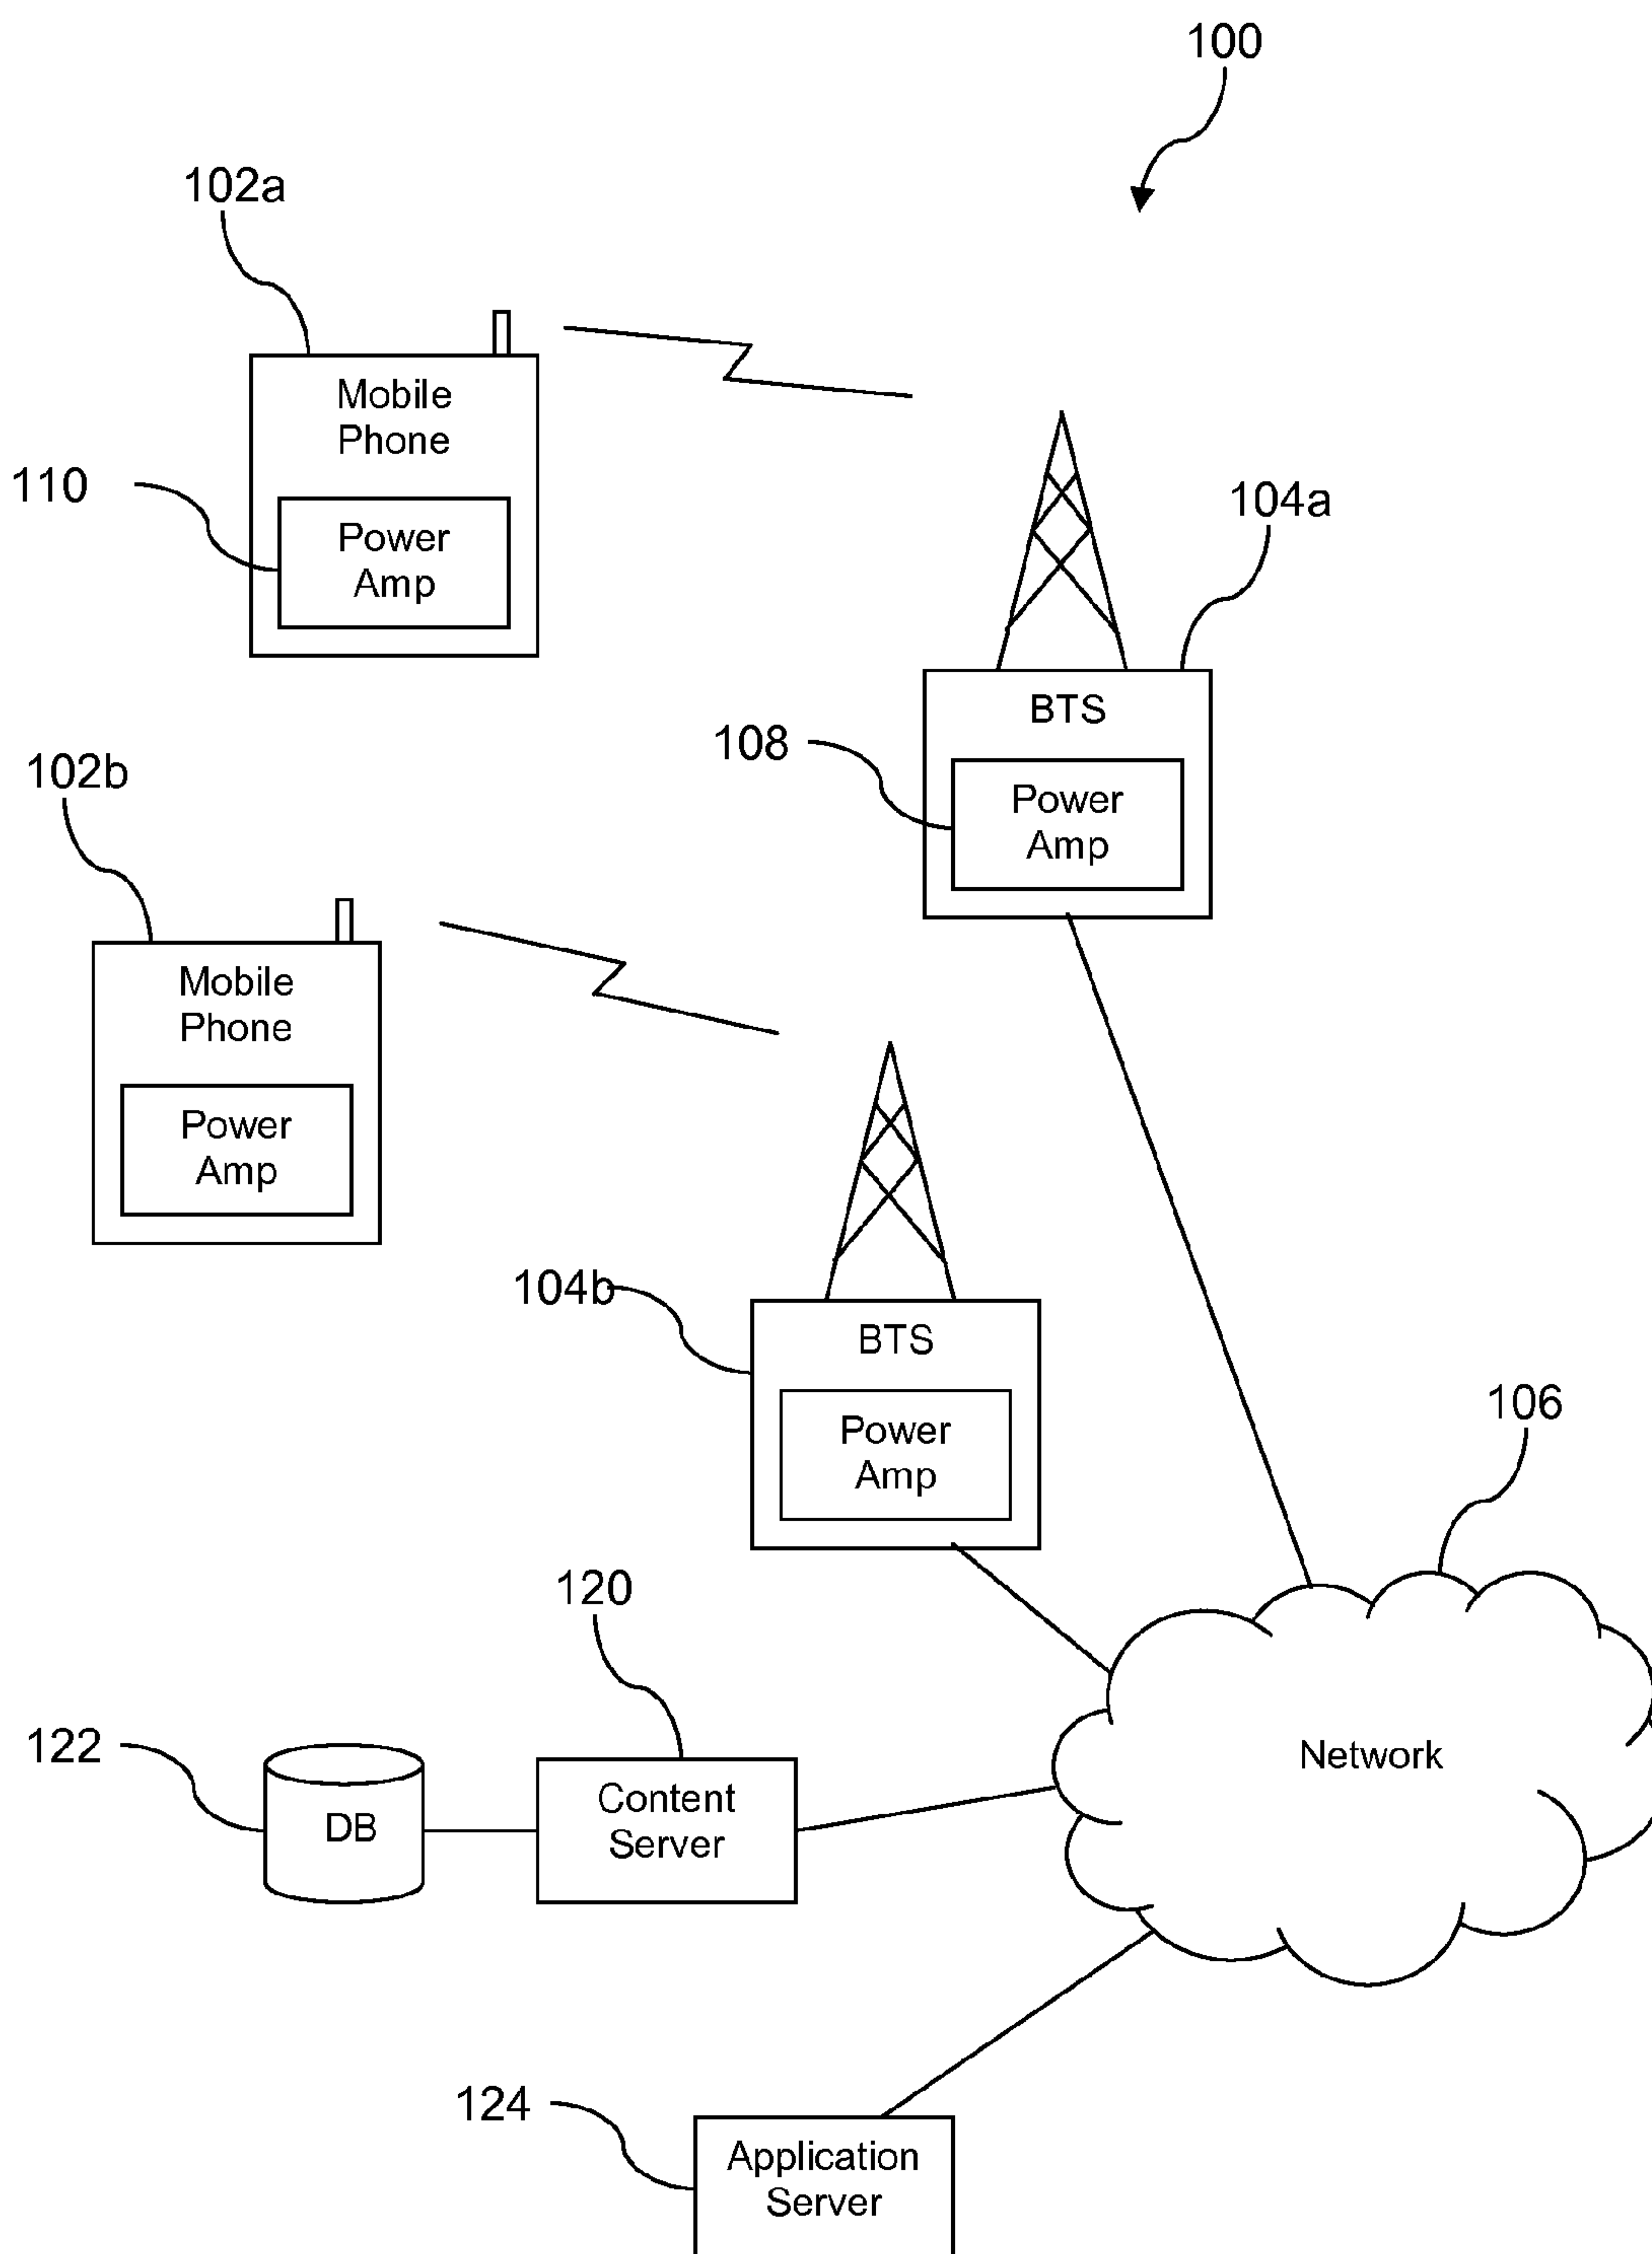 100
102a
Mobile
Phone
110
Power
Amp
104a
BTS
108
Power
Amp
102b
Mobile
Phone
Power
Amp
104b
BTS
Power
Amp
106
Network
120
122
DB
Content
Server
124
Application
Server